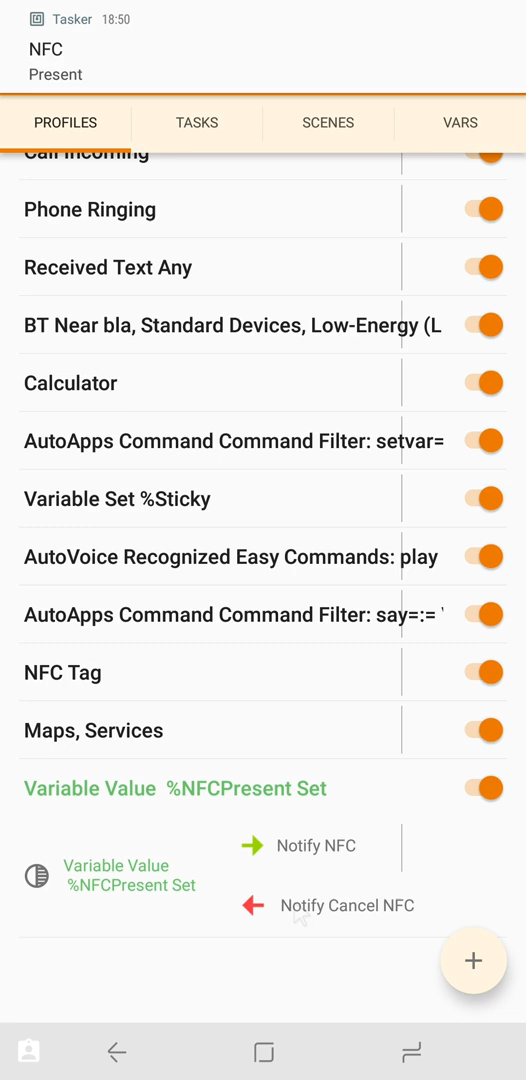 Tasker 18:50
NFC
Present
PROFILES TASKS SCENES VARS
Call Incoming
Phone Ringing
Received Text Any
BT Near bla, Standard Devices, Low-Energy (L
Calculator
AutoApps Command Command Filter: setvar=
Variable Set %Sticky
AutoVoice Recognized Easy Commands: play
AutoApps Command Command Filter: say=:=
NFC Tag
Maps, Services
Variable Value %NFCPresent Set
Notify NFC
Variable Value
%NFCPresent Set
Notify Cancel NFC